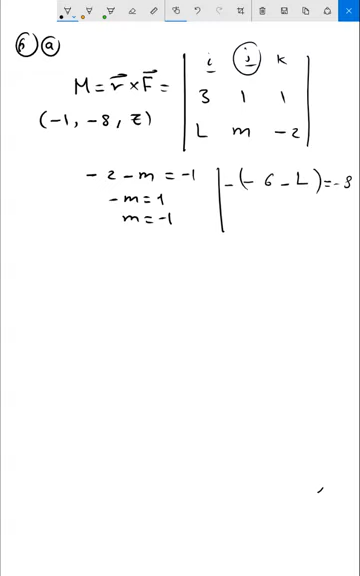 6 a
M = r × F = | i j k |
| 3 1 1 |
(-1, -8, z) | L m -2 |
- 2 - m = -1 | - (- 6 - L) = -8
- m = 1
m = -1